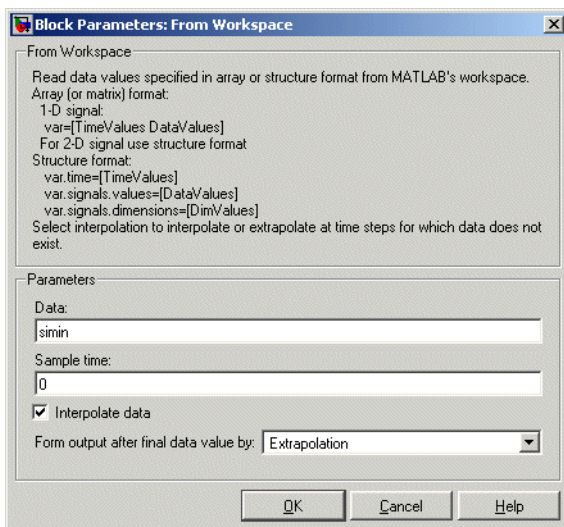 Block Parameters: From Workspace
From Workspace
Read data values specified in array or structure format from MATLAB's workspace.
Array (or matrix) format:
1-D signal:
var=[TimeValues DataValues]
For 2-D signal use structure format
Structure format:
var.time=[TimeValues]
var.signals.values=[DataValues]
var.signals.dimensions=[DimValues]
Select interpolation to interpolate or extrapolate at time steps for which data does not
exist.
Parameters
Data:
simin
Sample time:
0
Interpolate data
Form output after final data value by: Extrapolation
OK Cancel Help